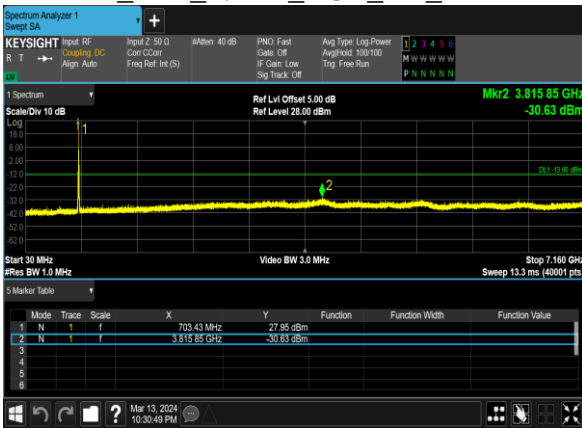 Spectrum Analyzer 1
Swept SA
+
KEYSIGHT Input: RF Input Z: 50 Ω #Atten: 40 dB PNO: Fast Avg Type: Log-Power 1 2 3 4 5 6
R T Coupling: DC Corr CCorr Gate: Off Avg|Hold: 100/100 M W W W W W
Align: Auto Freq Ref: Int (S) IF Gain: Low Trig: Free Run
LV Sig Track: Off P N N N N N
1 Spectrum Ref Lvl Offset 5.00 dB Mkr2 3.815 85 GHz
Scale/Div 10 dB Ref Level 28.00 dBm -30.63 dBm
Log
18.0 1
8.00
-2.00
-12.0 DL1 -13.00 dBm
-22.0 2
-32.0
-42.0
-52.0
-62.0
Start 30 MHz Video BW 3.0 MHz Stop 7.160 GHz
#Res BW 1.0 MHz Sweep 13.3 ms (40001 pts
5 Marker Table
Mode Trace Scale X Y Function Function Width Function Value
1 N 1 f 703.43 MHz 27.95 dBm
2 N 1 f 3.815 85 GHz -30.63 dBm
3
4
5
6
? Mar 13, 2024
10:30:49 PM